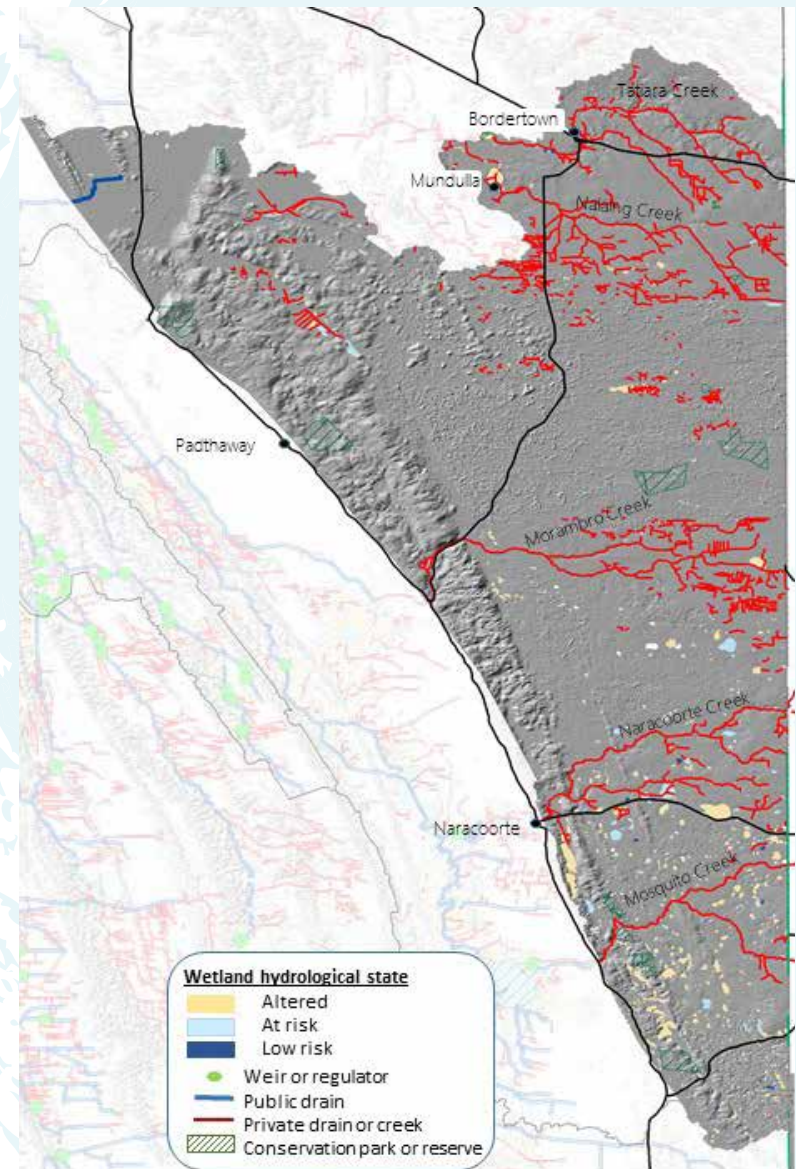 Tatiara Creek
Bordertown
Mundulla
Nalaing Creek
Padthaway
Morambro Creek
Naracoorte Creek
Naracoorte
Mosquito Creek
Wetland hydrological state
Altered
At risk
Low risk
Weir or regulator
Public drain
Private drain or creek
Conservation park or reserve